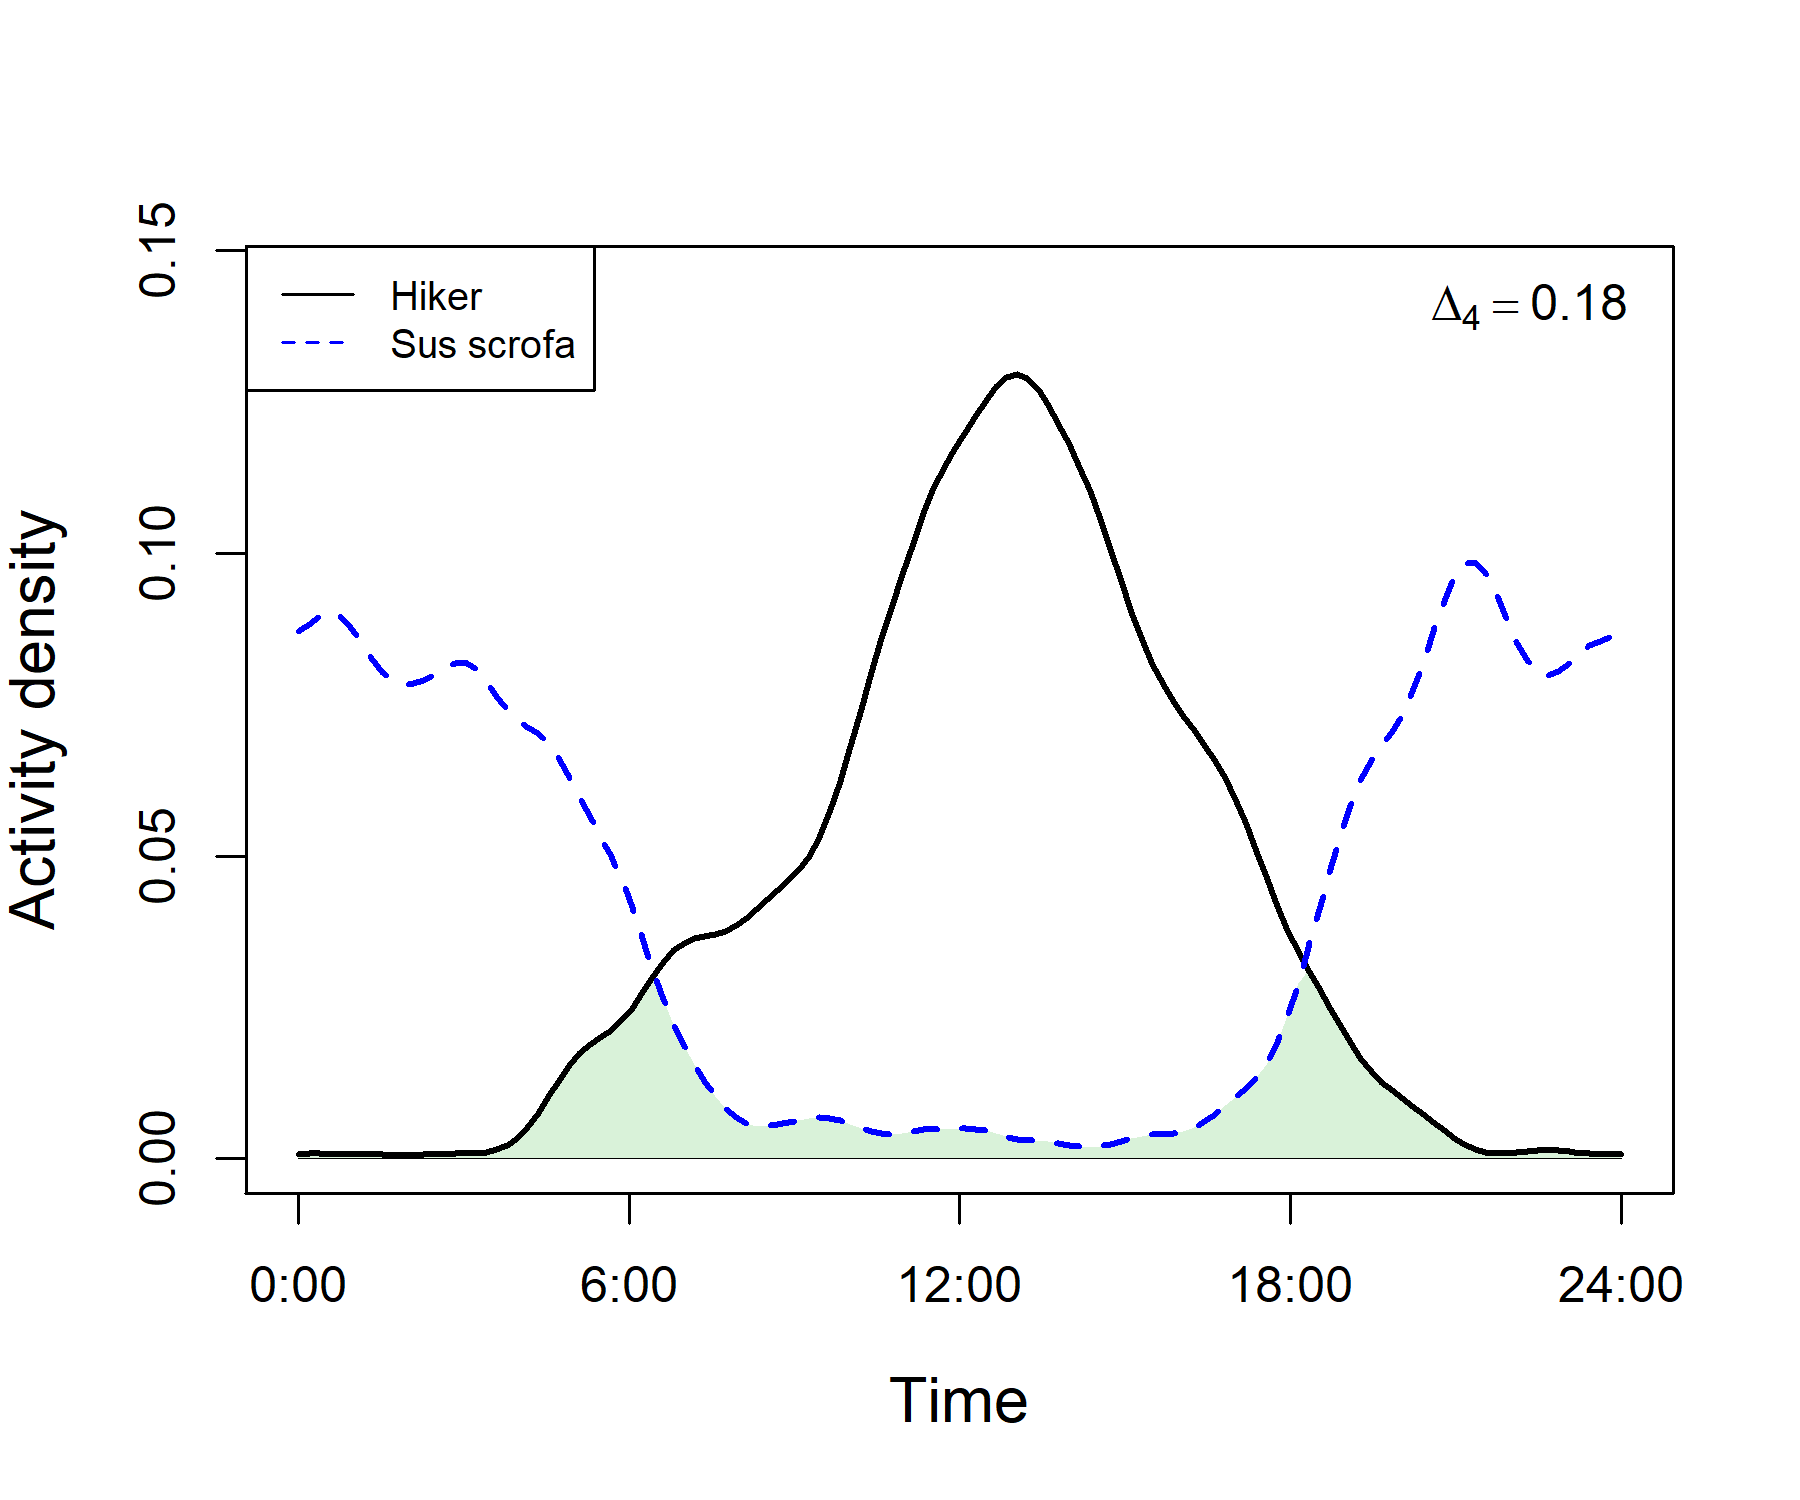 Hiker
Sus scrofa
Δ4 = 0.18
Activity density
0.15
0.10
0.05
0.00
0:00 6:00 12:00 18:00 24:00
Time